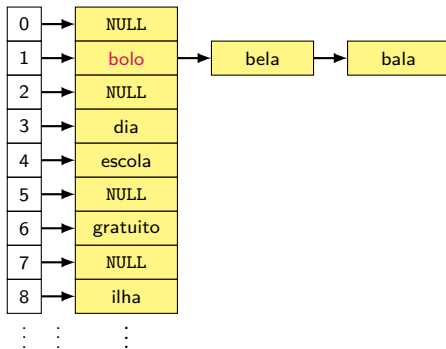 0 NULL
1 bolo bela bala
2 NULL
3 dia
4 escola
5 NULL
6 gratuito
7 NULL
8 ilha
⋮ ⋮ ⋮